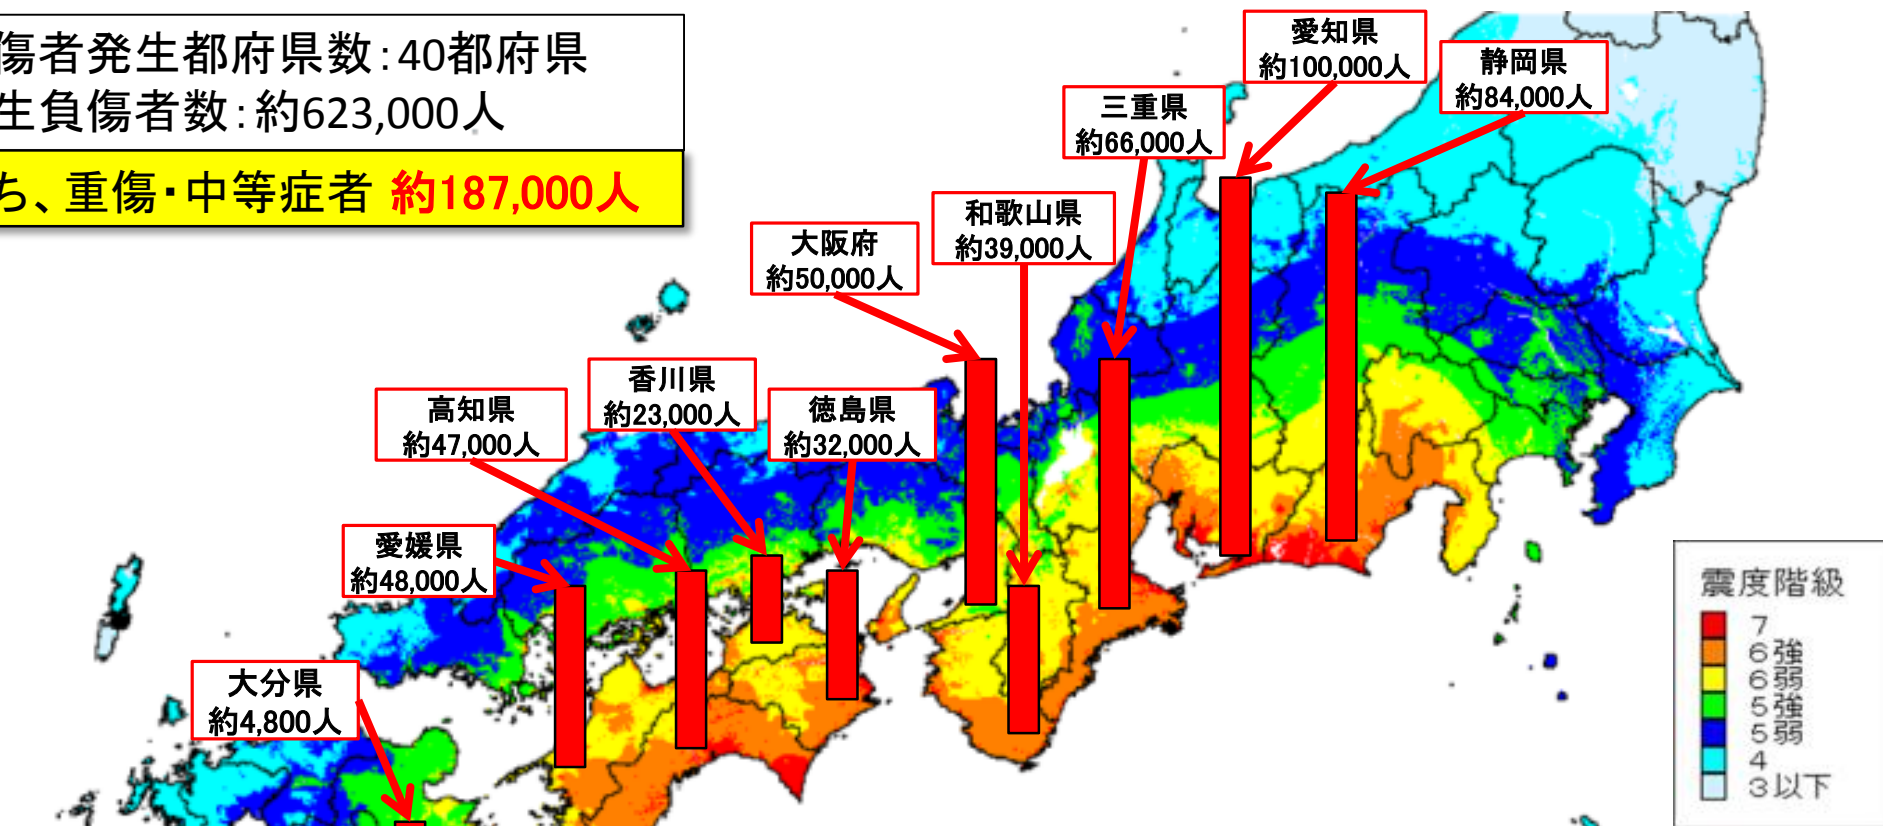 傷者発生都府県数：40都府県
生負傷者数：約623,000人
ち、重傷・中等症者 約187,000人
愛知県
約100,000人
静岡県
約84,000人
三重県
約66,000人
和歌山県
約39,000人
大阪府
約50,000人
香川県
約23,000人
高知県
約47,000人
徳島県
約32,000人
愛媛県
約48,000人
大分県
約4,800人
震度階級
7
6強
6弱
5強
5弱
4
3以下